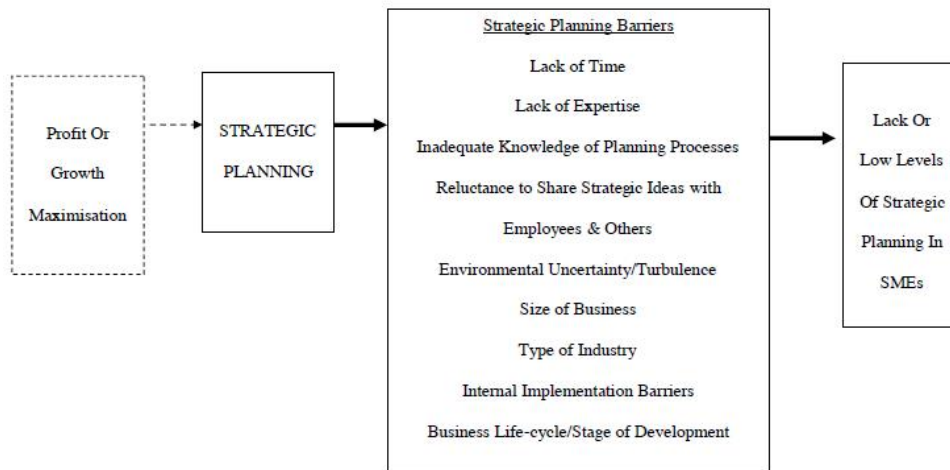 Profit Or
Growth
Maximisation
STRATEGIC
PLANNING
Strategic Planning Barriers
Lack of Time
Lack of Expertise
Inadequate Knowledge of Planning Processes
Reluctance to Share Strategic Ideas with
Employees & Others
Environmental Uncertainty/Turbulence
Size of Business
Type of Industry
Internal Implementation Barriers
Business Life-cycle/Stage of Development
Lack Or
Low Levels
Of Strategic
Planning In
SMEs